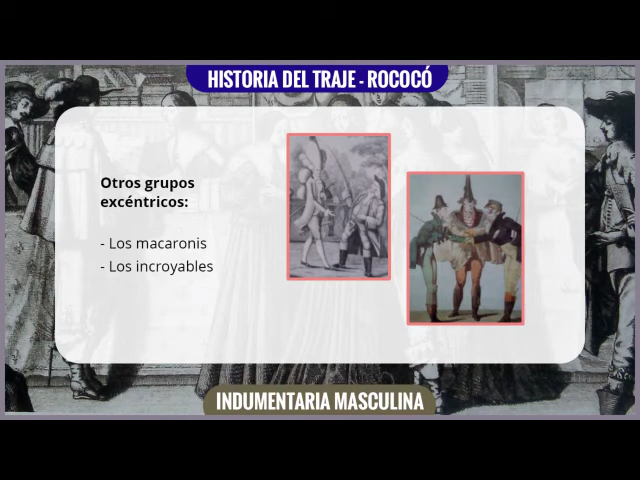 HISTORIA DEL TRAJE - ROCOCÓ
Otros grupos
excéntricos:
- Los macaronis
- Los incroyables
INDUMENTARIA MASCULINA